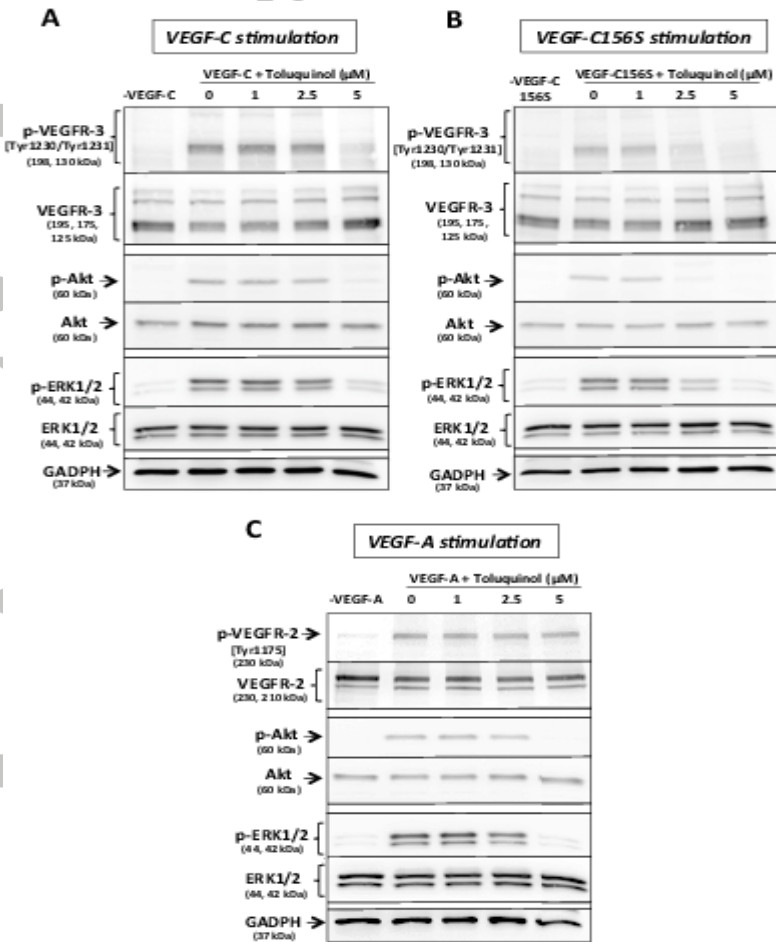 A
VEGF-C stimulation
VEGF-C + Toluquinol (µM)
-VEGF-C 0 1 2.5 5
p-VEGFR-3
[Tyr1230/Tyr1231]
(198, 130 kDa)
VEGFR-3
(195, 175,
125 kDa)
p-Akt
(60 kDa)
Akt
(60 kDa)
p-ERK1/2
(44, 42 kDa)
ERK1/2
(44, 42 kDa)
GADPH
(37 kDa)
B
VEGF-C156S stimulation
-VEGF-C
156S
VEGF-C156S + Toluquinol (µM)
0 1 2.5 5
p-VEGFR-3
[Tyr1230/Tyr1231]
(198, 130 kDa)
VEGFR-3
(195, 175,
125 kDa)
p-Akt
(60 kDa)
Akt
(60 kDa)
p-ERK1/2
(44, 42 kDa)
ERK1/2
(44, 42 kDa)
GADPH
(37 kDa)
C
VEGF-A stimulation
VEGF-A + Toluquinol (µM)
-VEGF-A 0 1 2.5 5
p-VEGFR-2
[Tyr1175]
(230 kDa)
VEGFR-2
(230, 210 kDa)
p-Akt
(60 kDa)
Akt
(60 kDa)
p-ERK1/2
(44, 42 kDa)
ERK1/2
(44, 42 kDa)
GADPH
(37 kDa)